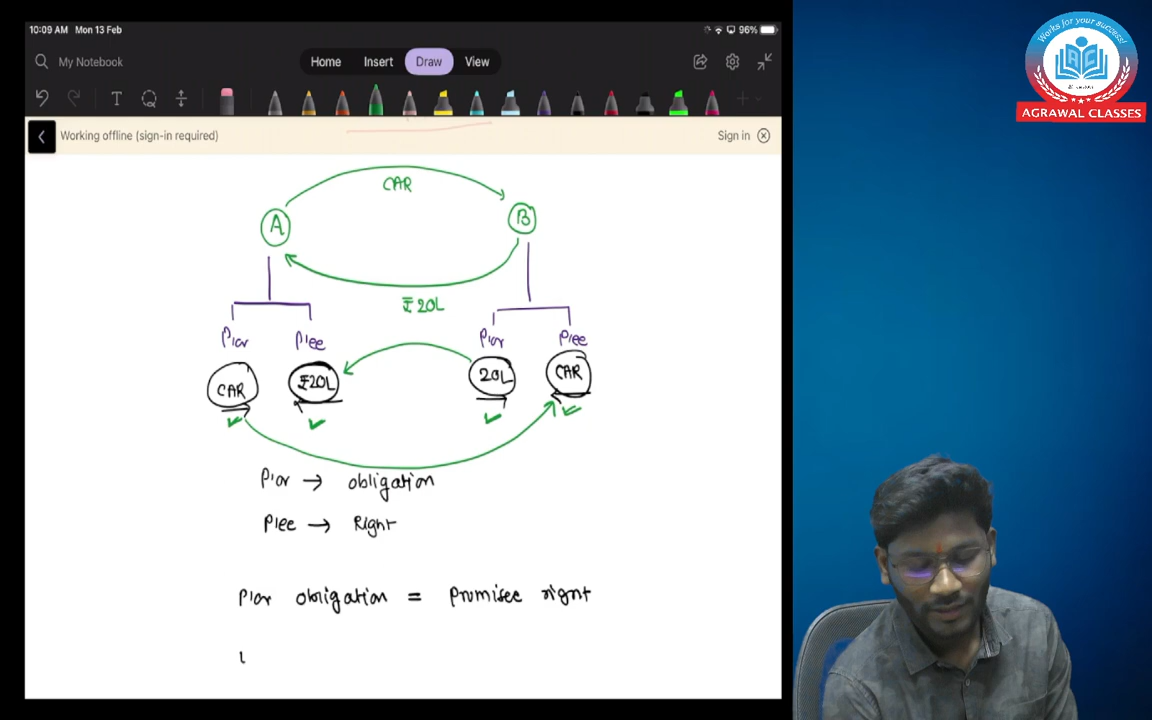 10:09 AM Mon 13 Feb
96%
My Notebook
Home Insert Draw View
Working offline (sign-in required)
Sign in
Works for your success!
AC
AGRAWAL CLASSES
CAR
A B
₹20L
P'or P'ee P'or P'ee
CAR ₹20L 20L CAR
P'or → obligation
P'ee → Right
P'or obligation = Promisee right